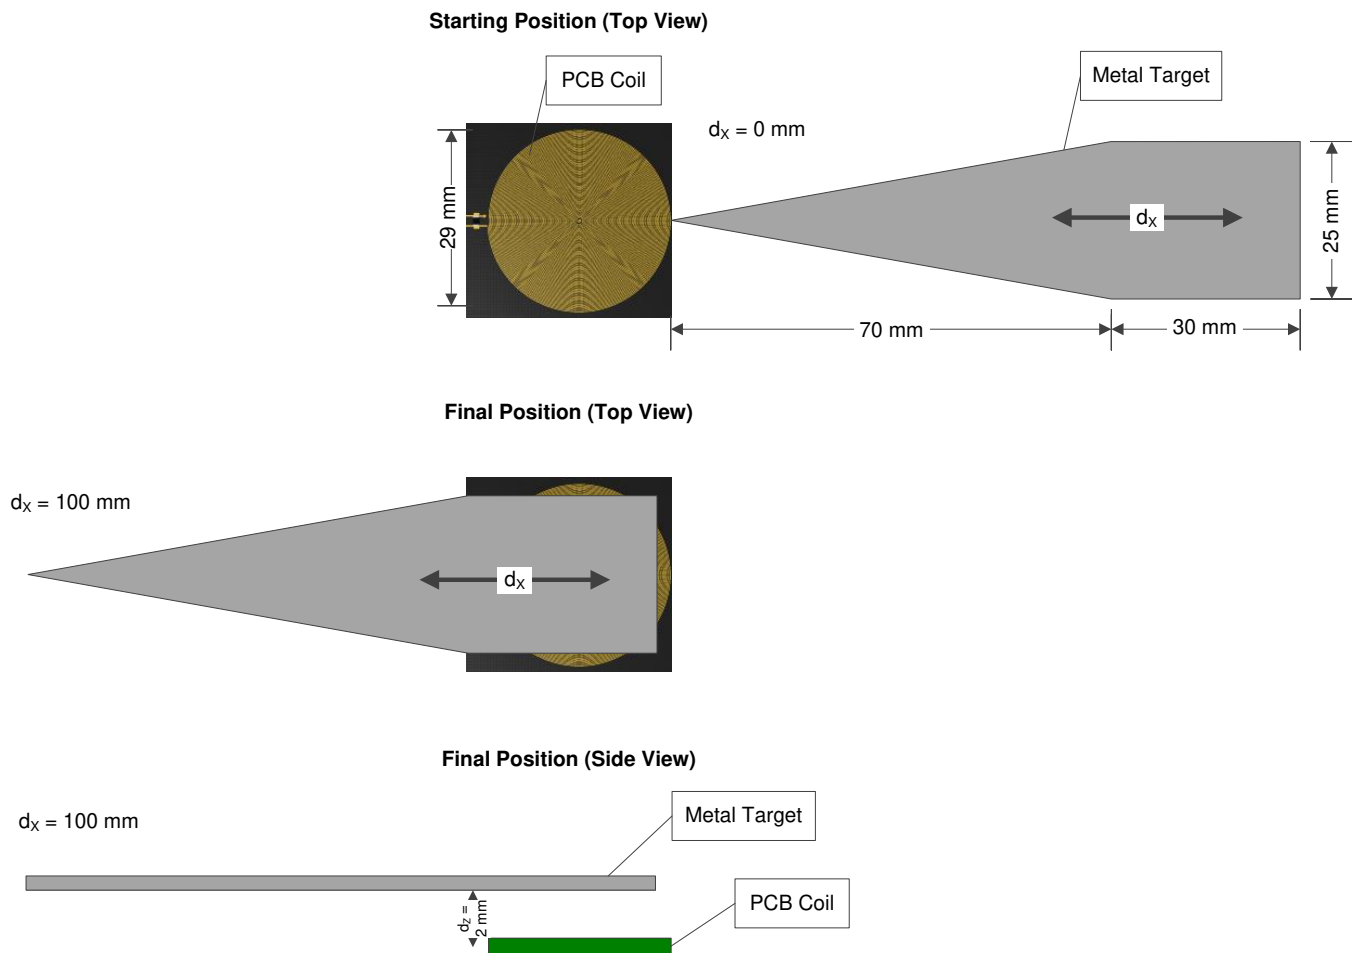 Starting Position (Top View)
PCB Coil
Metal Target
dX = 0 mm
29 mm
dX
25 mm
70 mm
30 mm
Final Position (Top View)
dX = 100 mm
dX
Final Position (Side View)
dX = 100 mm
Metal Target
dZ =
2 mm
PCB Coil